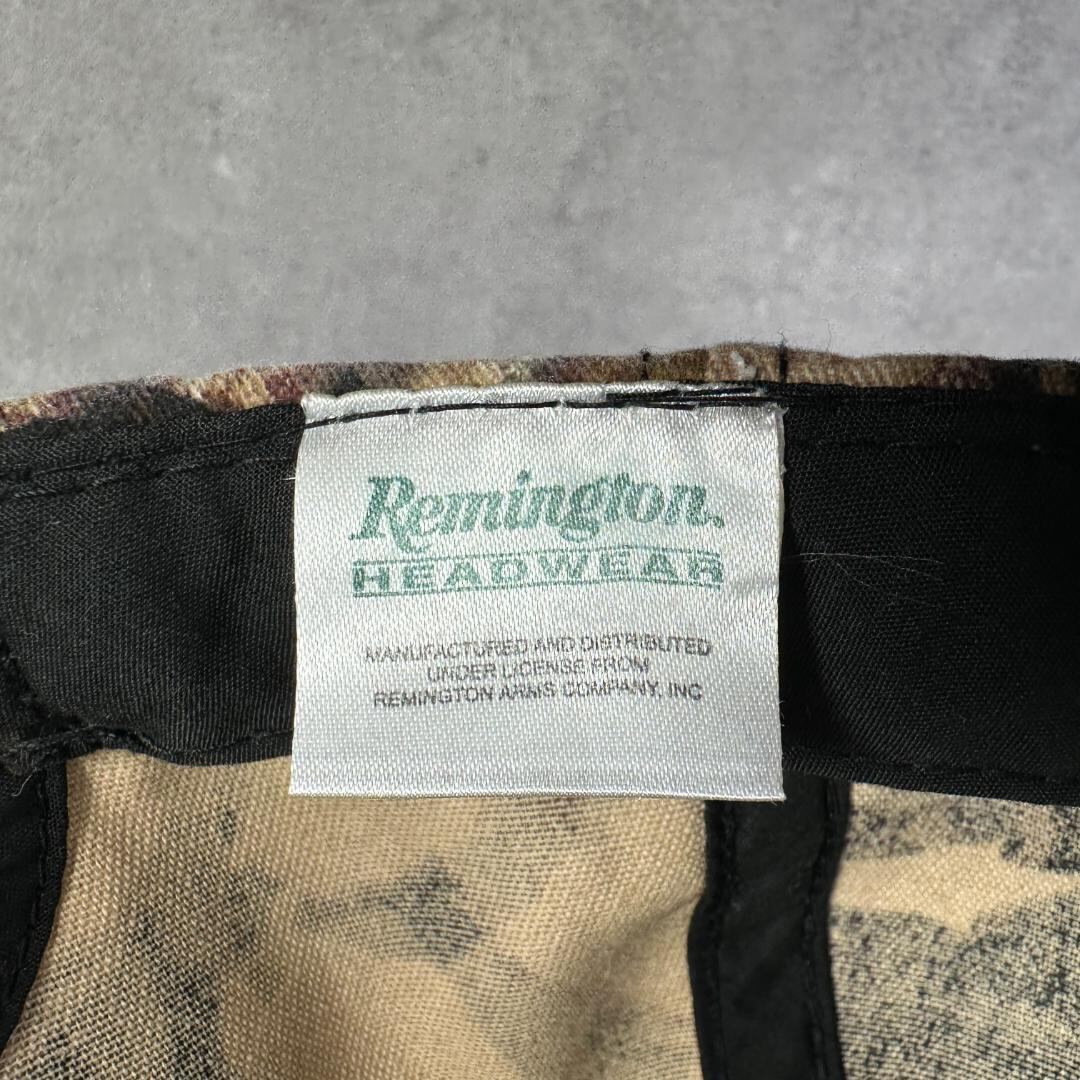 Remington.
HEADWEAR
MANUFACTURED AND DISTRIBUTED
UNDER LICENSE FROM
REMINGTON ARMS COMPANY, INC